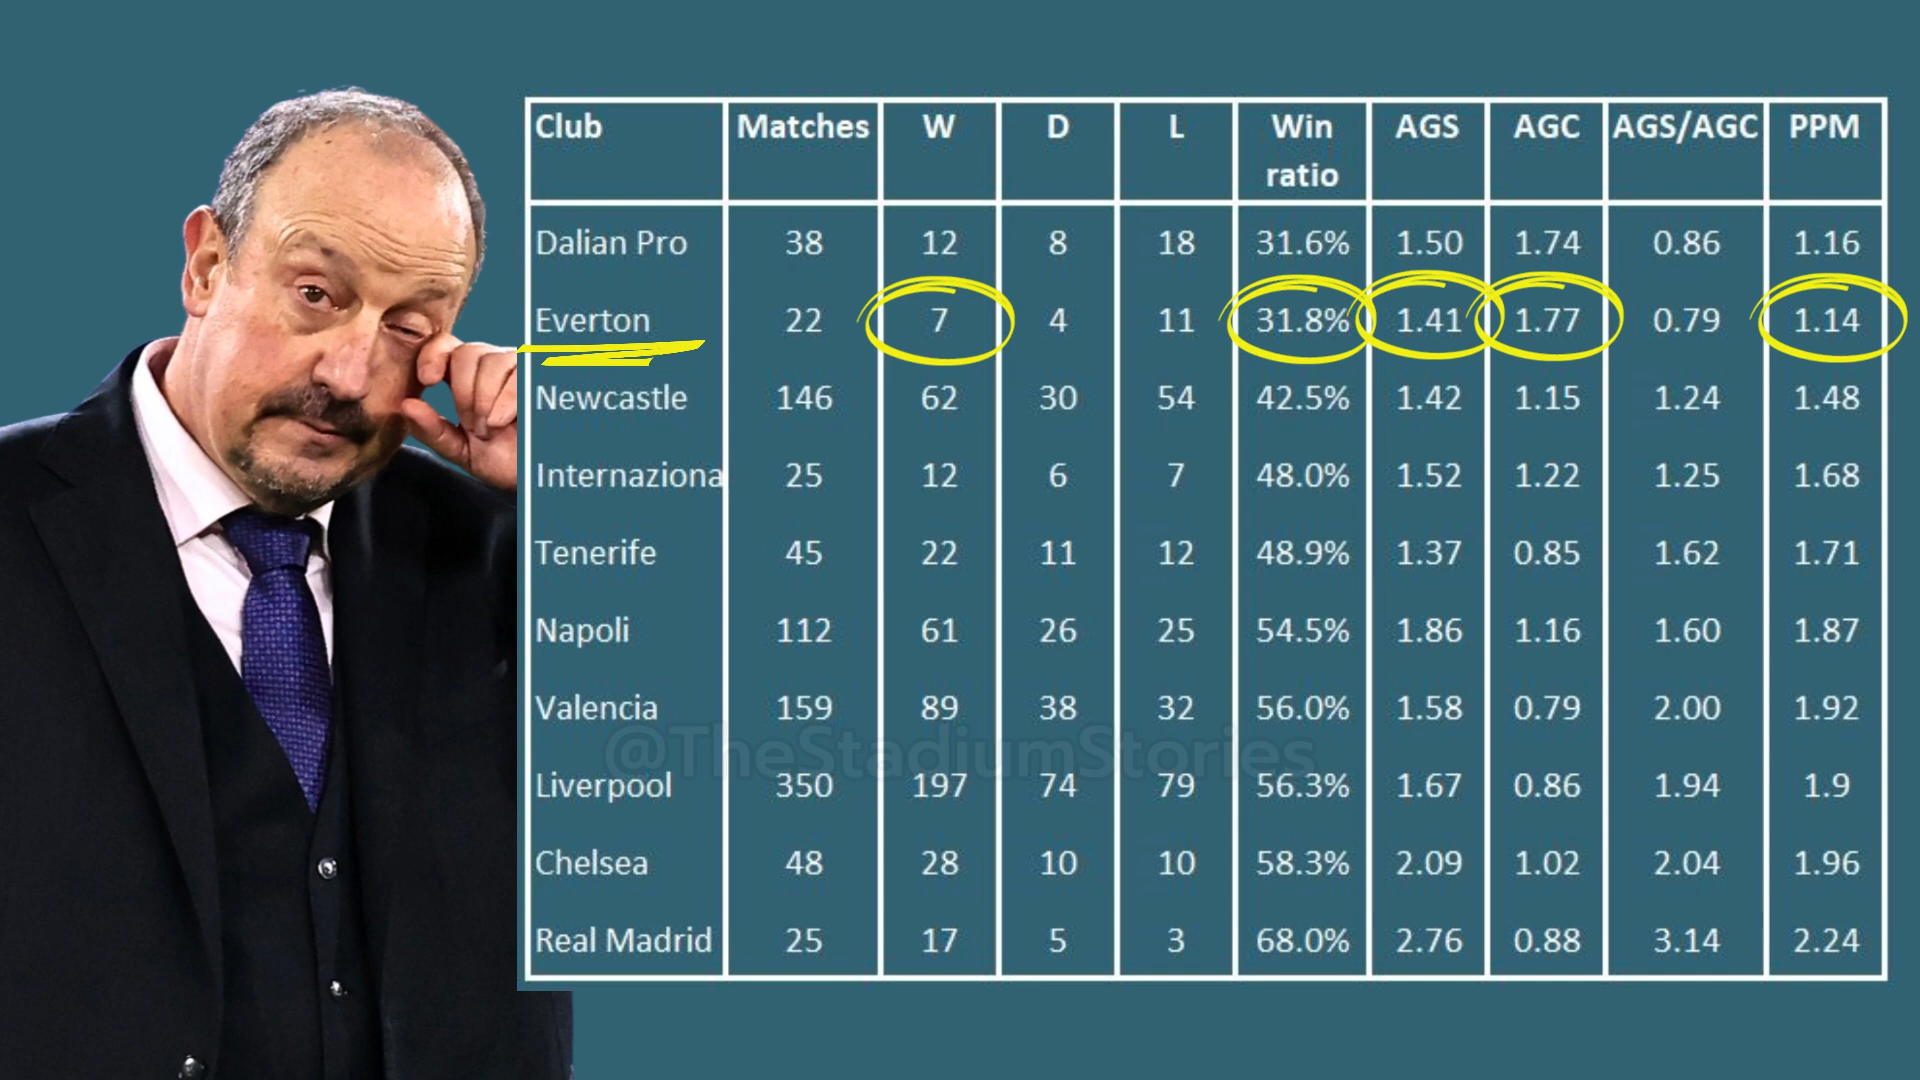 Club Matches W D L Win ratio AGS AGC AGS/AGC PPM
Dalian Pro 38 12 8 18 31.6% 1.50 1.74 0.86 1.16
Everton 22 7 4 11 31.8% 1.41 1.77 0.79 1.14
Newcastle 146 62 30 54 42.5% 1.42 1.15 1.24 1.48
Internaziona 25 12 6 7 48.0% 1.52 1.22 1.25 1.68
Tenerife 45 22 11 12 48.9% 1.37 0.85 1.62 1.71
Napoli 112 61 26 25 54.5% 1.86 1.16 1.60 1.87
Valencia 159 89 38 32 56.0% 1.58 0.79 2.00 1.92
@TheStadiumStories
Liverpool 350 197 74 79 56.3% 1.67 0.86 1.94 1.9
Chelsea 48 28 10 10 58.3% 2.09 1.02 2.04 1.96
Real Madrid 25 17 5 3 68.0% 2.76 0.88 3.14 2.24